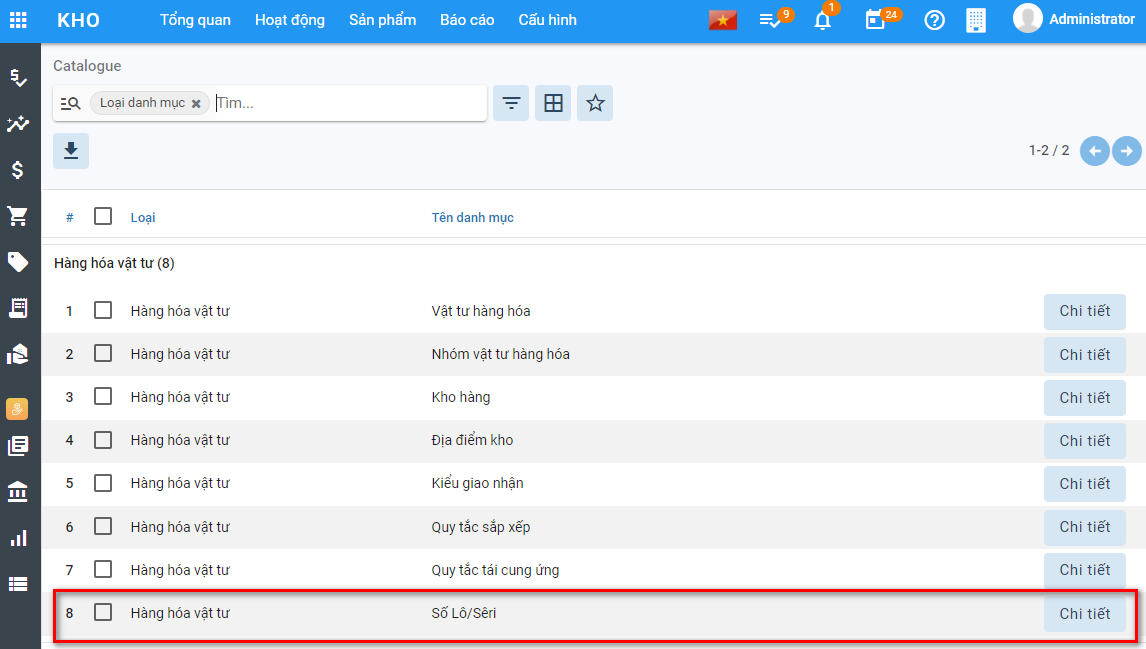 KHO Tổng quan Hoạt động Sản phẩm Báo cáo Cấu hình 9 1 24 Administrator
Catalogue
Loại danh mục Tìm...
1-2 / 2
# Loại Tên danh mục
Hàng hóa vật tư (8)
1 Hàng hóa vật tư Vật tư hàng hóa Chi tiết
2 Hàng hóa vật tư Nhóm vật tư hàng hóa Chi tiết
3 Hàng hóa vật tư Kho hàng Chi tiết
4 Hàng hóa vật tư Địa điểm kho Chi tiết
5 Hàng hóa vật tư Kiểu giao nhận Chi tiết
6 Hàng hóa vật tư Quy tắc sắp xếp Chi tiết
7 Hàng hóa vật tư Quy tắc tái cung ứng Chi tiết
8 Hàng hóa vật tư Số Lô/Sêri Chi tiết